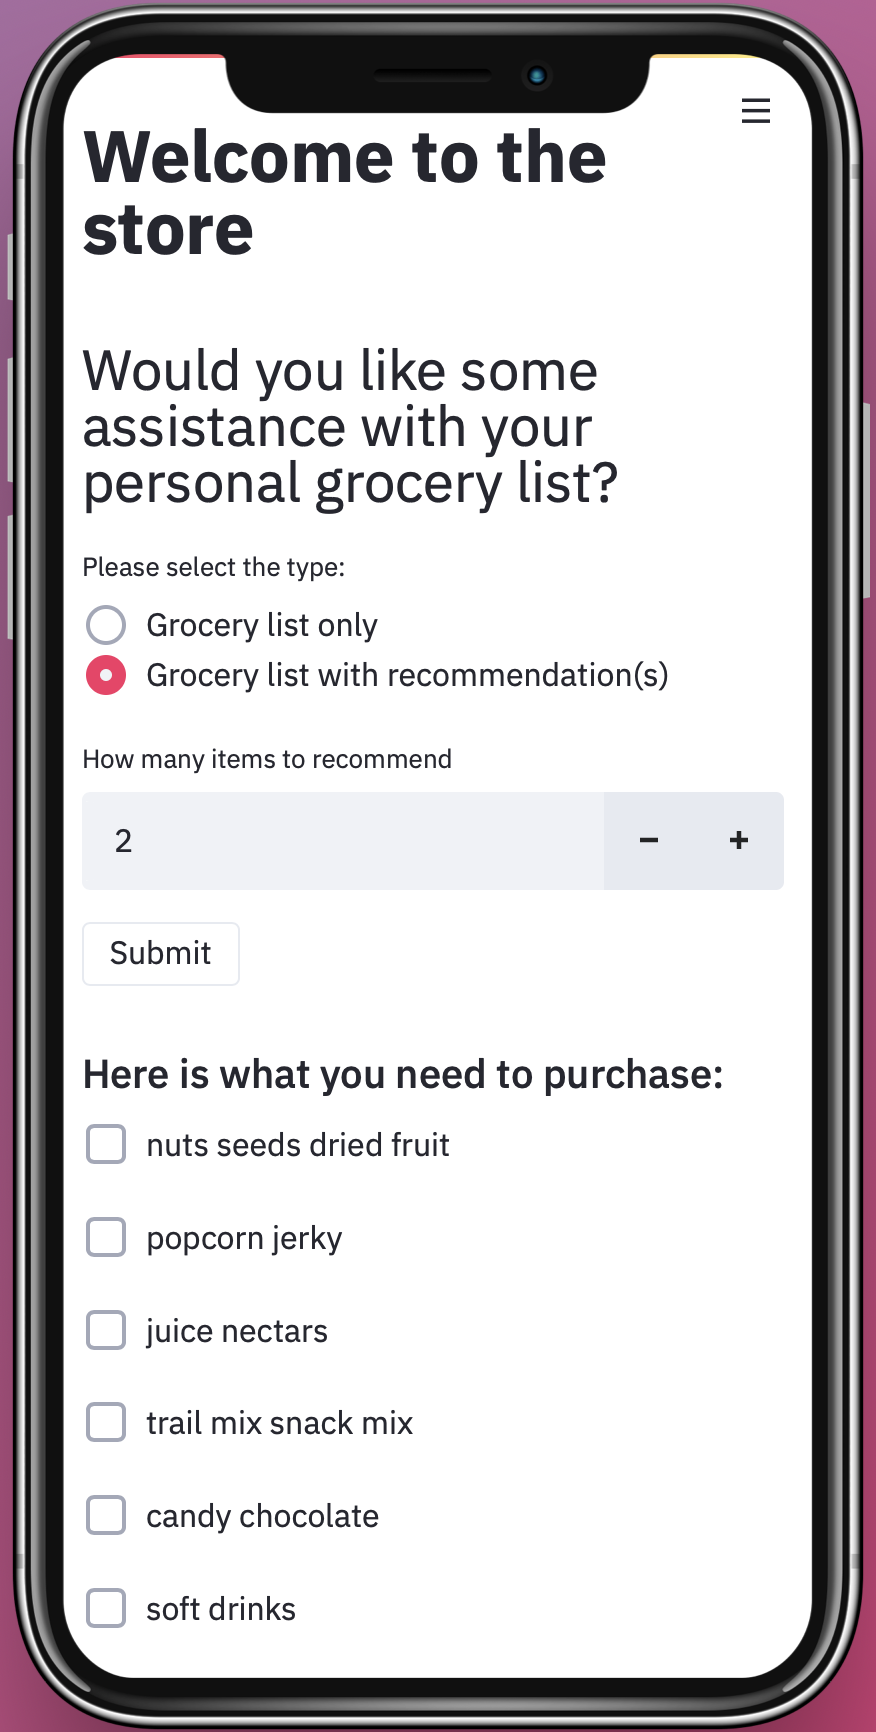 Welcome to the
store
Would you like some
assistance with your
personal grocery list?
Please select the type:
Grocery list only
Grocery list with recommendation(s)
How many items to recommend
2 − +
Submit
Here is what you need to purchase:
nuts seeds dried fruit
popcorn jerky
juice nectars
trail mix snack mix
candy chocolate
soft drinks